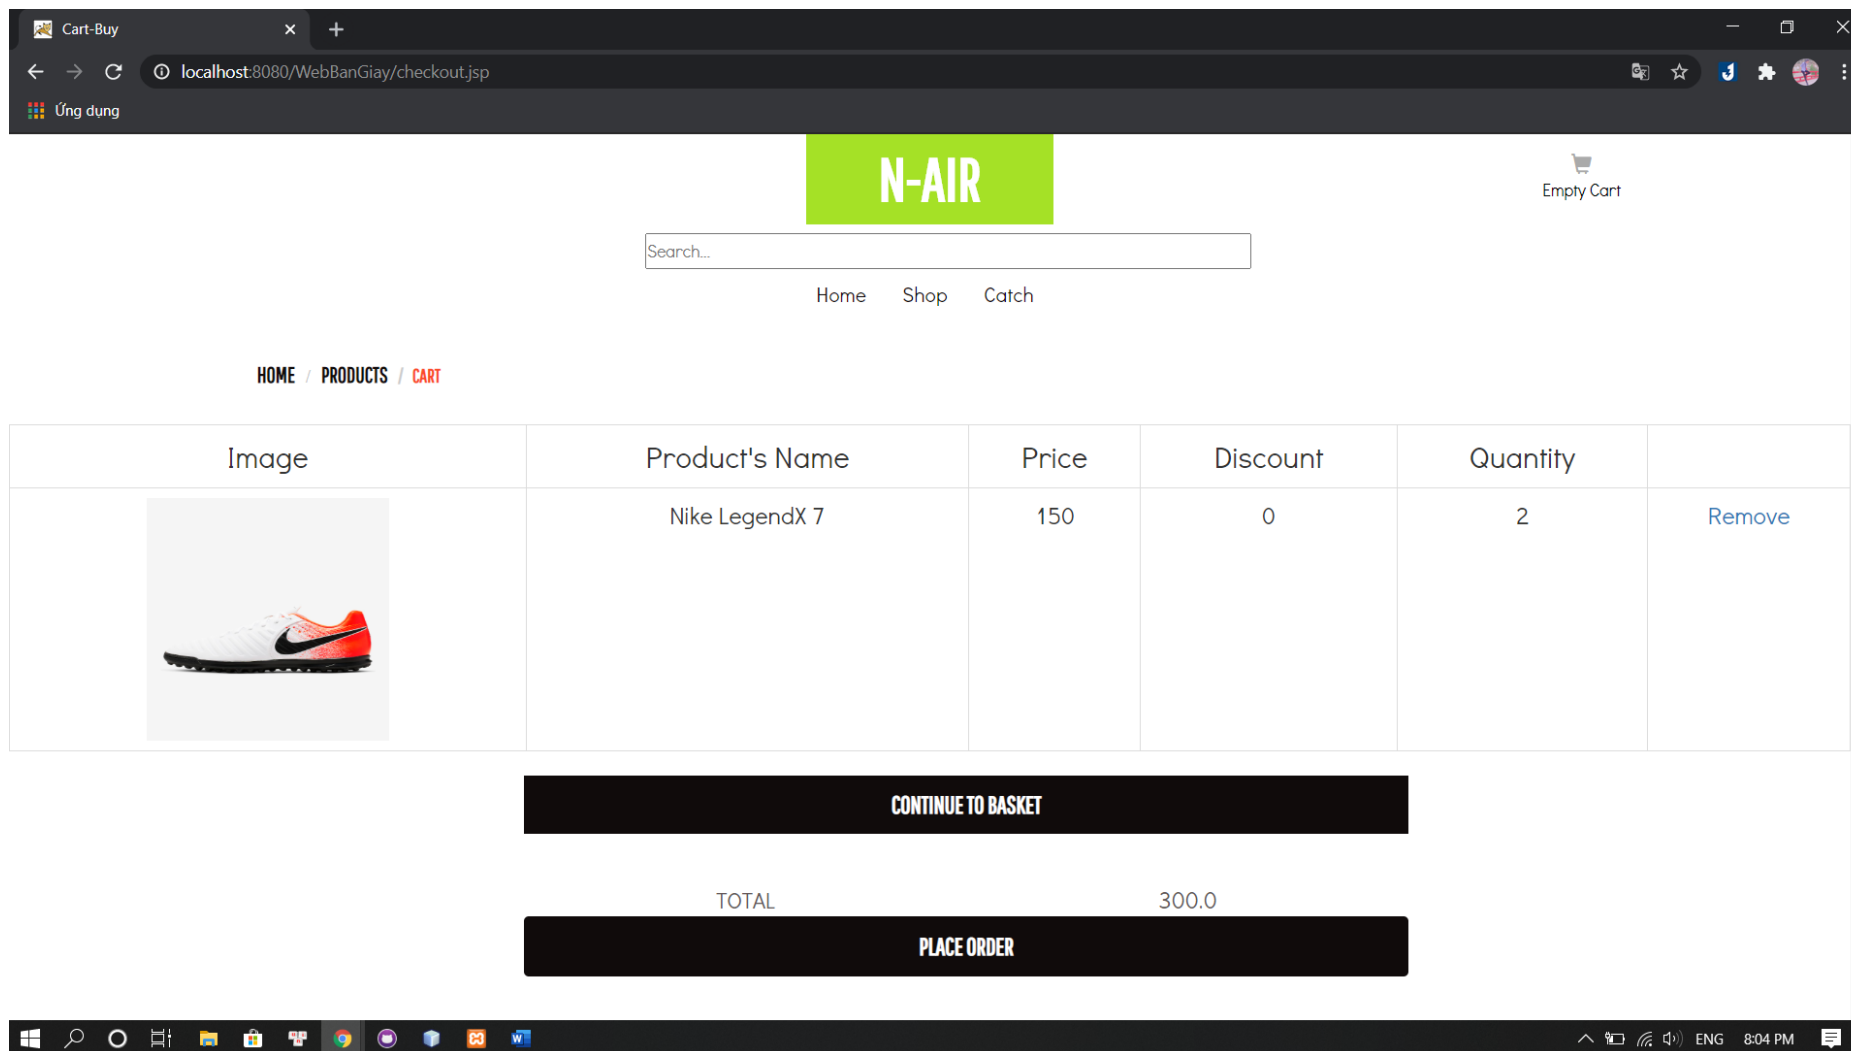 Cart-Buy
localhost:8080/WebBanGiay/checkout.jsp
Ứng dụng
N-AIR
Empty Cart
Search...
Home Shop Catch
HOME / PRODUCTS / CART
Image Product's Name Price Discount Quantity
Nike LegendX 7 150 0 2 Remove
CONTINUE TO BASKET
TOTAL 300.0
PLACE ORDER
ENG 8:04 PM